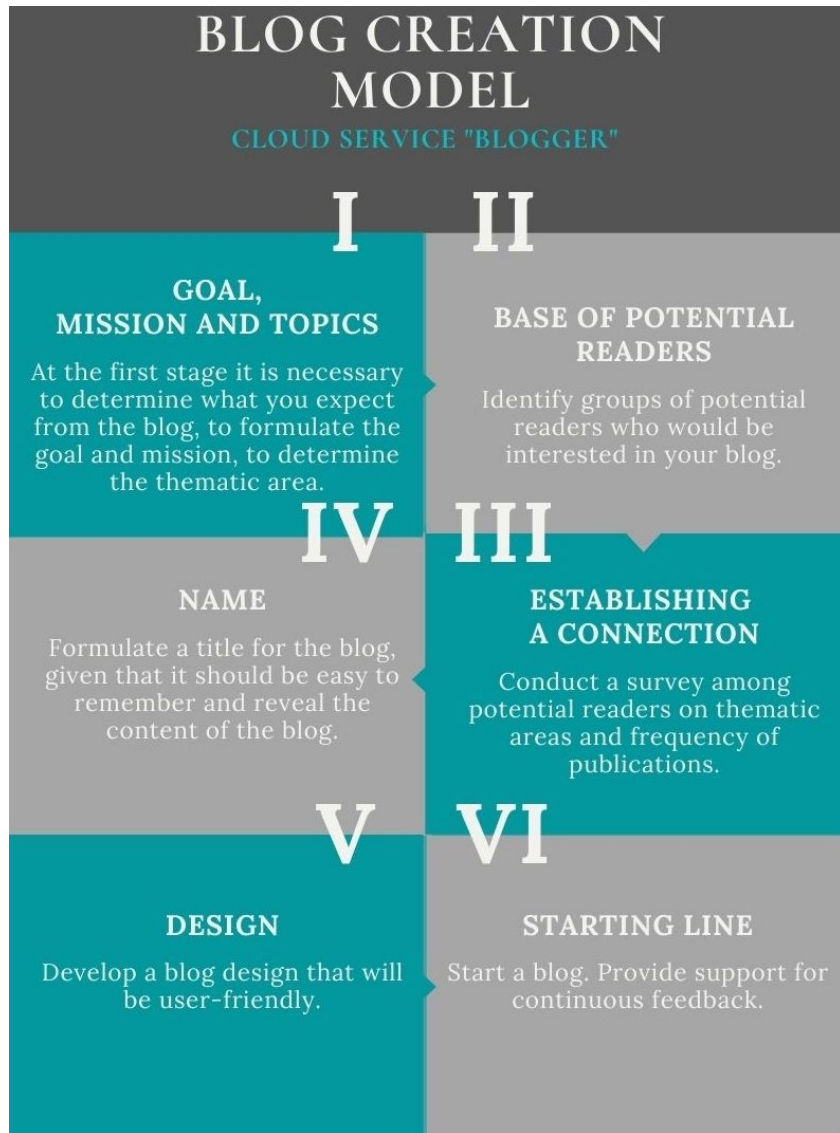 BLOG CREATION
MODEL
CLOUD SERVICE "BLOGGER"
I
GOAL,
MISSION AND TOPICS
At the first stage it is necessary
to determine what you expect
from the blog, to formulate the
goal and mission, to determine
the thematic area.
II
BASE OF POTENTIAL
READERS
Identify groups of potential
readers who would be
interested in your blog.
III
ESTABLISHING
A CONNECTION
Conduct a survey among
potential readers on thematic
areas and frequency of
publications.
IV
NAME
Formulate a title for the blog,
given that it should be easy to
remember and reveal the
content of the blog.
V
DESIGN
Develop a blog design that will
be user-friendly.
VI
STARTING LINE
Start a blog. Provide support for
continuous feedback.